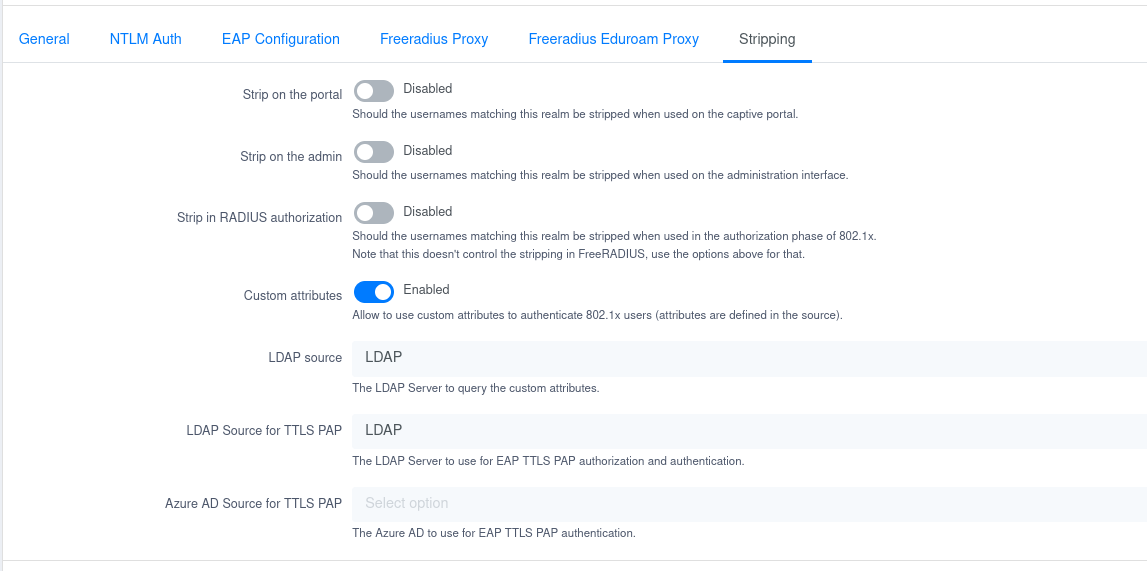 General NTLM Auth EAP Configuration Freeradius Proxy Freeradius Eduroam Proxy Stripping
Strip on the portal Disabled
Should the usernames matching this realm be stripped when used on the captive portal.
Strip on the admin Disabled
Should the usernames matching this realm be stripped when used on the administration interface.
Strip in RADIUS authorization Disabled
Should the usernames matching this realm be stripped when used in the authorization phase of 802.1x.
Note that this doesn't control the stripping in FreeRADIUS, use the options above for that.
Custom attributes Enabled
Allow to use custom attributes to authenticate 802.1x users (attributes are defined in the source).
LDAP source LDAP
The LDAP Server to query the custom attributes.
LDAP Source for TTLS PAP LDAP
The LDAP Server to use for EAP TTLS PAP authorization and authentication.
Azure AD Source for TTLS PAP Select option
The Azure AD to use for EAP TTLS PAP authentication.